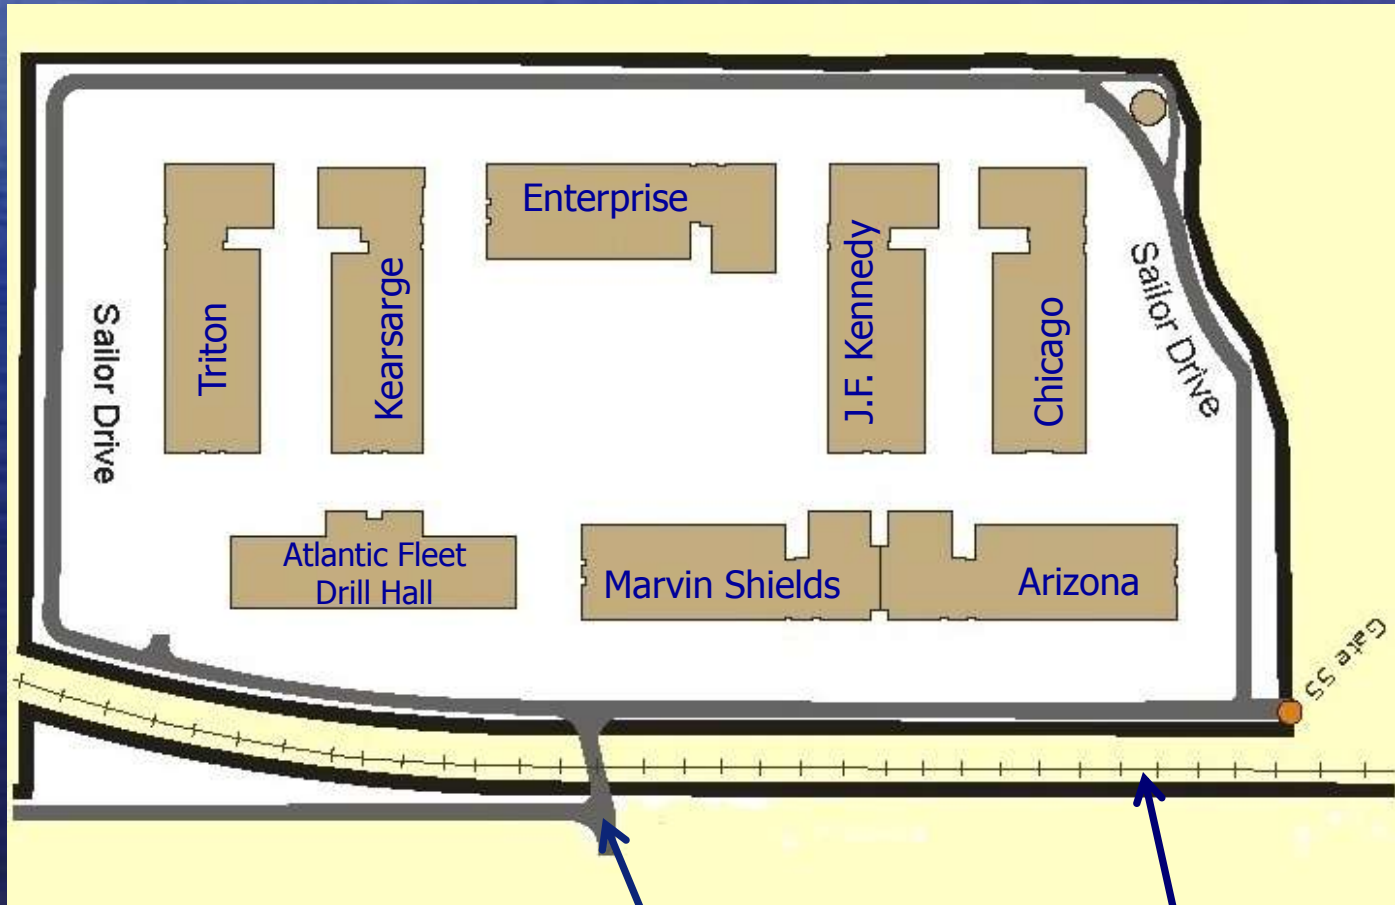 Enterprise
Triton
Kearsarge
J.F. Kennedy
Chicago
Sailor Drive
Sailor Drive
Atlantic Fleet
Drill Hall
Marvin Shields
Arizona
Gate 55